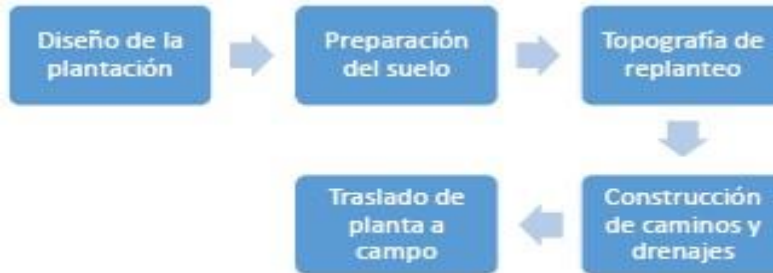 Diseño de la
plantación
Preparación
del suelo
Topografía de
replanteo
Construcción
de caminos y
drenajes
Traslado de
planta a
campo